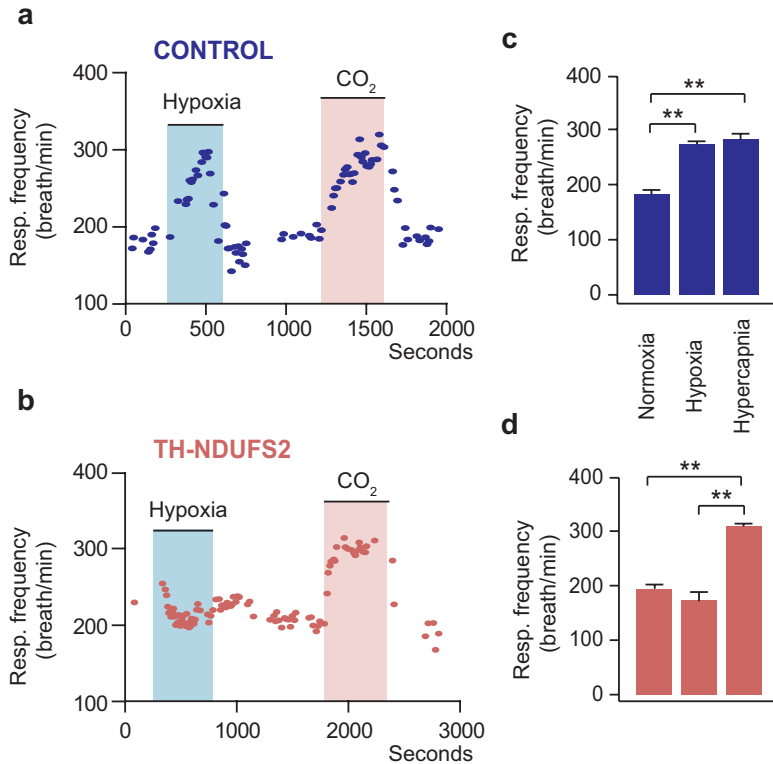 a
CONTROL
Resp. frequency
(breath/min)
400
300
200
100
Hypoxia
CO2
0
500
1000
1500
2000
Seconds
b
TH-NDUFS2
Resp. frequency
(breath/min)
400
300
200
100
Hypoxia
CO2
0
1000
2000
3000
Seconds
c
Resp. frequency
(breath/min)
400
300
200
100
0
**
**
Normoxia
Hypoxia
Hypercapnia
d
Resp. frequency
(breath/min)
400
300
200
100
0
**
**